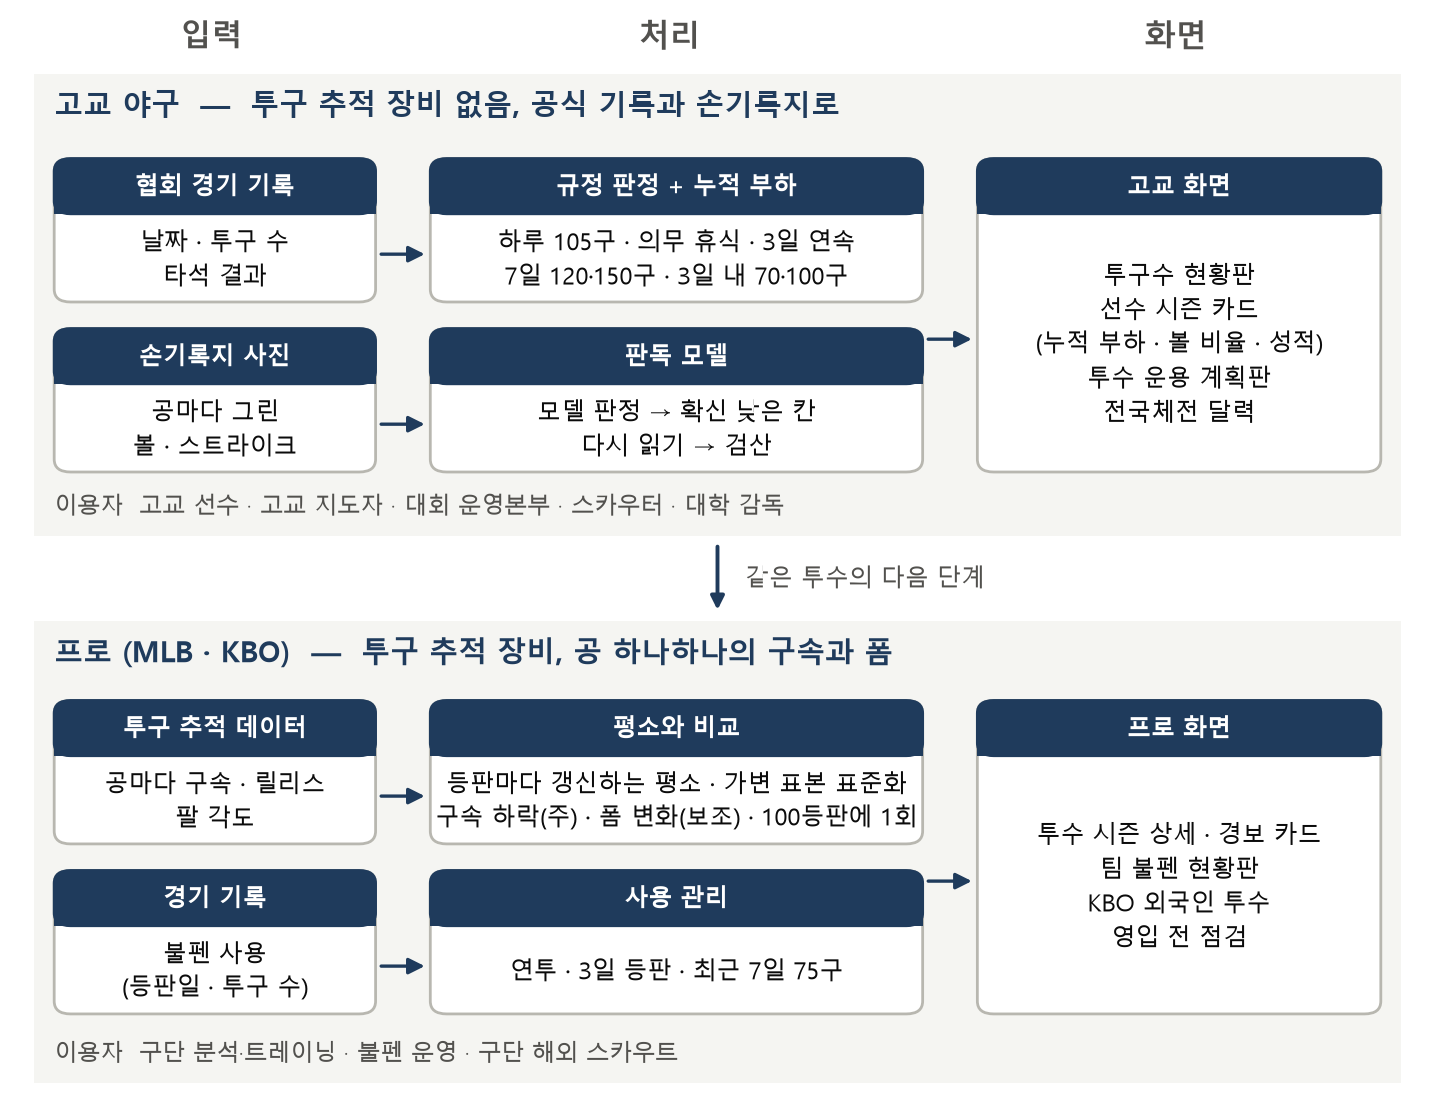 입력
처리
화면
고교 야구 — 투구 추적 장비 없음, 공식 기록과 손기록지로
협회 경기 기록
날짜 · 투구 수
타석 결과
규정 판정 + 누적 부하
하루 105구 · 의무 휴식 · 3일 연속
7일 120·150구 · 3일 내 70·100구
손기록지 사진
공마다 그린
볼 · 스트라이크
판독 모델
모델 판정 → 확신 낮은 칸
다시 읽기 → 검산
고교 화면
투구수 현황판
선수 시즌 카드
(누적 부하 · 볼 비율 · 성적)
투수 운용 계획판
전국체전 달력
이용자 고교 선수 · 고교 지도자 · 대회 운영본부 · 스카우터 · 대학 감독
같은 투수의 다음 단계
프로 (MLB · KBO) — 투구 추적 장비, 공 하나하나의 구속과 폼
투구 추적 데이터
공마다 구속 · 릴리스
팔 각도
평소와 비교
등판마다 갱신하는 평소 · 가변 표본 표준화
구속 하락(주) · 폼 변화(보조) · 100등판에 1회
경기 기록
불펜 사용
(등판일 · 투구 수)
사용 관리
연투 · 3일 등판 · 최근 7일 75구
프로 화면
투수 시즌 상세 · 경보 카드
팀 불펜 현황판
KBO 외국인 투수
영입 전 점검
이용자 구단 분석·트레이닝 · 불펜 운영 · 구단 해외 스카우트